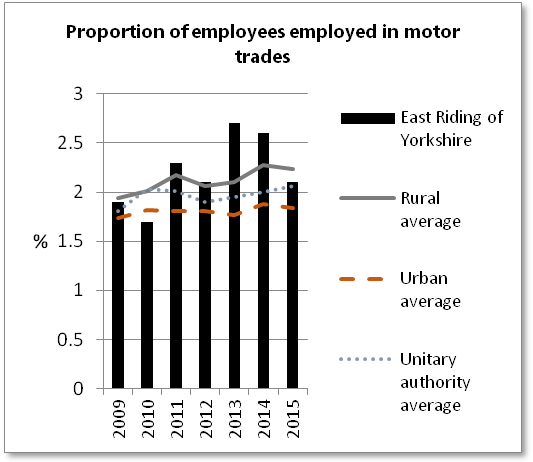 Proportion of employees employed in motor
trades
3
2.5
2
1.5
1
0.5
0
%
2009
2010
2011
2012
2013
2014
2015
East Riding of
Yorkshire
Rural
average
Urban
average
Unitary
authority
average